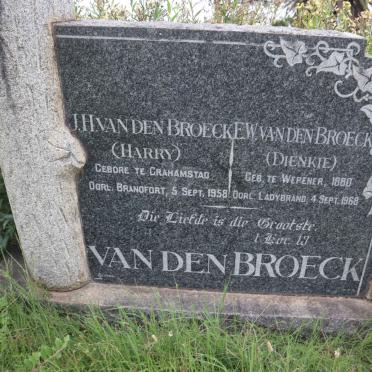 J.H. VAN DEN BROECK
(HARRY)
GEBORE TE GRAHAMSTAD
OORL. BRANDFORT, 5 SEPT. 1958
E.W. VAN DEN BROECK
(DIENKIE)
GEB. TE WEPENER, 1880
OORL. LADYBRAND, 4 SEPT. 1968
Die Liefde is die Grootste
1 Kor. 13
VAN DEN BROECK